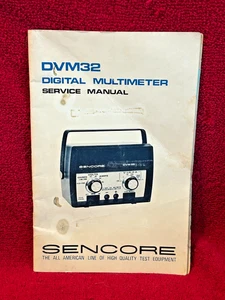 DVM32
DIGITAL MULTIMETER
SERVICE MANUAL
SENCORE
THE ALL AMERICAN LINE OF HIGH QUALITY TEST EQUIPMENT